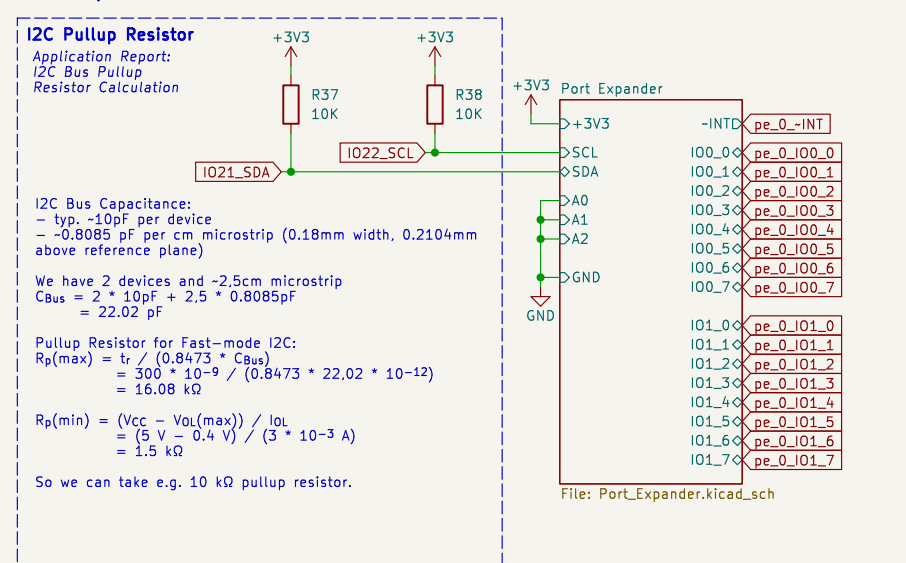 I2C Pullup Resistor
Application Report:
I2C Bus Pullup
Resistor Calculation
+3V3
+3V3
R37
10K
R38
10K
IO22_SCL
IO21_SDA
I2C Bus Capacitance:
- typ. ~10pF per device
- ~0.8085 pF per cm microstrip (0.18mm width, 0.2104mm
above reference plane)
We have 2 devices and ~2,5cm microstrip
CBus = 2 * 10pF + 2,5 * 0.8085pF
= 22.02 pF
Pullup Resistor for Fast-mode I2C:
Rp(max) = tr / (0.8473 * CBus)
= 300 * 10-9 / (0.8473 * 22,02 * 10-12)
= 16.08 kΩ
Rp(min) = (VCC - VOL(max)) / IOL
= (5 V - 0.4 V) / (3 * 10-3 A)
= 1.5 kΩ
So we can take e.g. 10 kΩ pullup resistor.
+3V3
Port Expander
+3V3
SCL
SDA
A0
A1
A2
GND
GND
~INT
IO0_0
IO0_1
IO0_2
IO0_3
IO0_4
IO0_5
IO0_6
IO0_7
IO1_0
IO1_1
IO1_2
IO1_3
IO1_4
IO1_5
IO1_6
IO1_7
pe_0_~INT
pe_0_IO0_0
pe_0_IO0_1
pe_0_IO0_2
pe_0_IO0_3
pe_0_IO0_4
pe_0_IO0_5
pe_0_IO0_6
pe_0_IO0_7
pe_0_IO1_0
pe_0_IO1_1
pe_0_IO1_2
pe_0_IO1_3
pe_0_IO1_4
pe_0_IO1_5
pe_0_IO1_6
pe_0_IO1_7
File: Port_Expander.kicad_sch